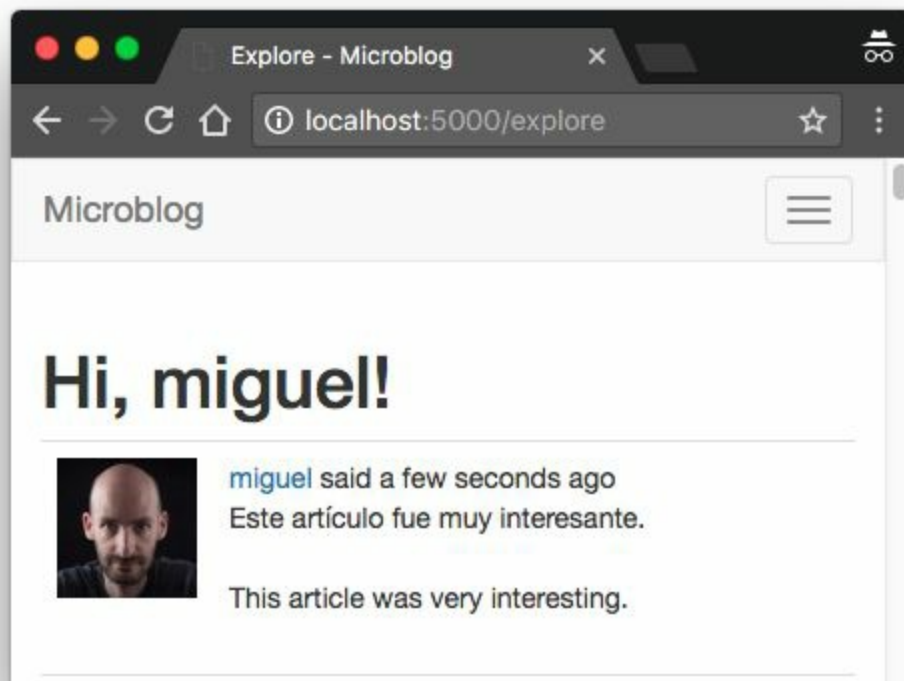 Explore - Microblog
localhost:5000/explore
Microblog
Hi, miguel!
miguel said a few seconds ago
Este artículo fue muy interesante.
This article was very interesting.